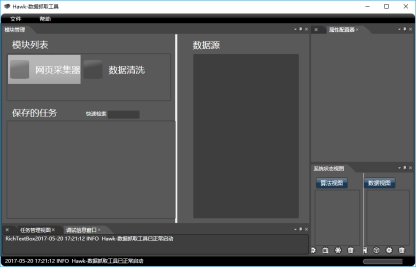 Hawk-数据抓取工具
文件 帮助
模块管理
属性配置器
模块列表
数据源
网页采集器 数据清洗
保存的任务 快速检索
系统状态视图
算法视图 数据视图
任务管理视图 调试信息窗口
RichTextBox2017-05-20 17:21:12 INFO Hawk-数据抓取工具已正常启动
2017-05-20 17:21:12 INFO Hawk-数据抓取工具已正常启动